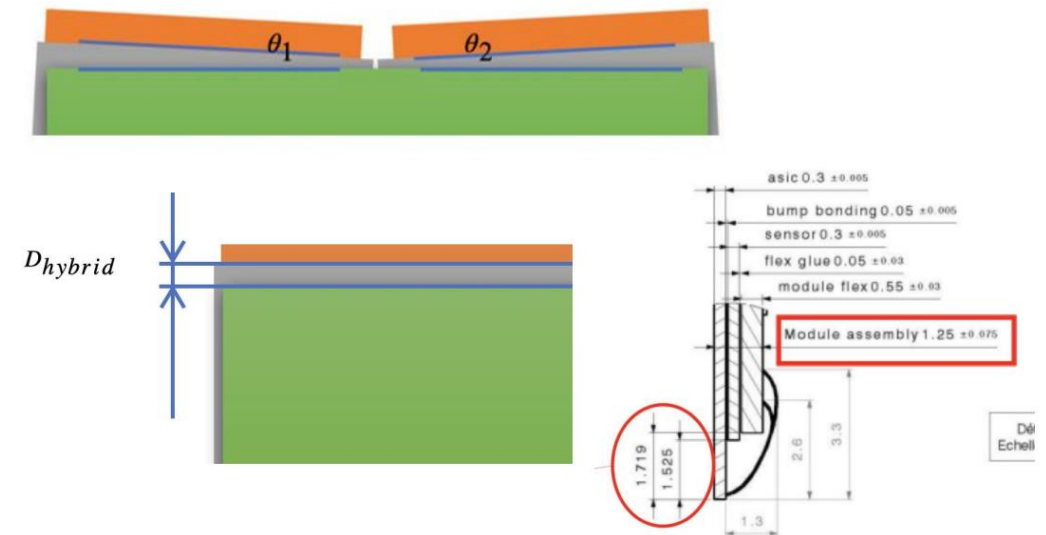 θ1
θ2
asic 0.3 ±0.005
bump bonding 0.05 ±0.005
sensor 0.3 ±0.005
flex glue 0.05 ±0.03
module flex 0.55 ±0.03
Dhybrid
Module assembly 1.25 ±0.075
1.719
1.525
2.6
3.3
Dé
Echell
1.3